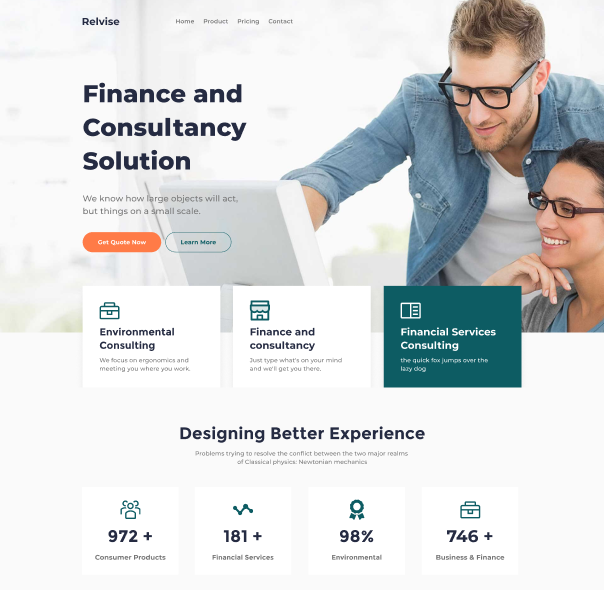 Relvise
Home Product Pricing Contact
Finance and
Consultancy
Solution
We know how large objects will act,
but things on a small scale.
Get Quote Now
Learn More
Environmental
Consulting
We focus on ergonomics and
meeting you where you work.
Finance and
consultancy
Just type what's on your mind
and we'll get you there.
Financial Services
Consulting
the quick fox jumps over the
lazy dog
Designing Better Experience
Problems trying to resolve the conflict between the two major realms
of Classical physics: Newtonian mechanics
972 +
Consumer Products
181 +
Financial Services
98%
Environmental
746 +
Business & Finance